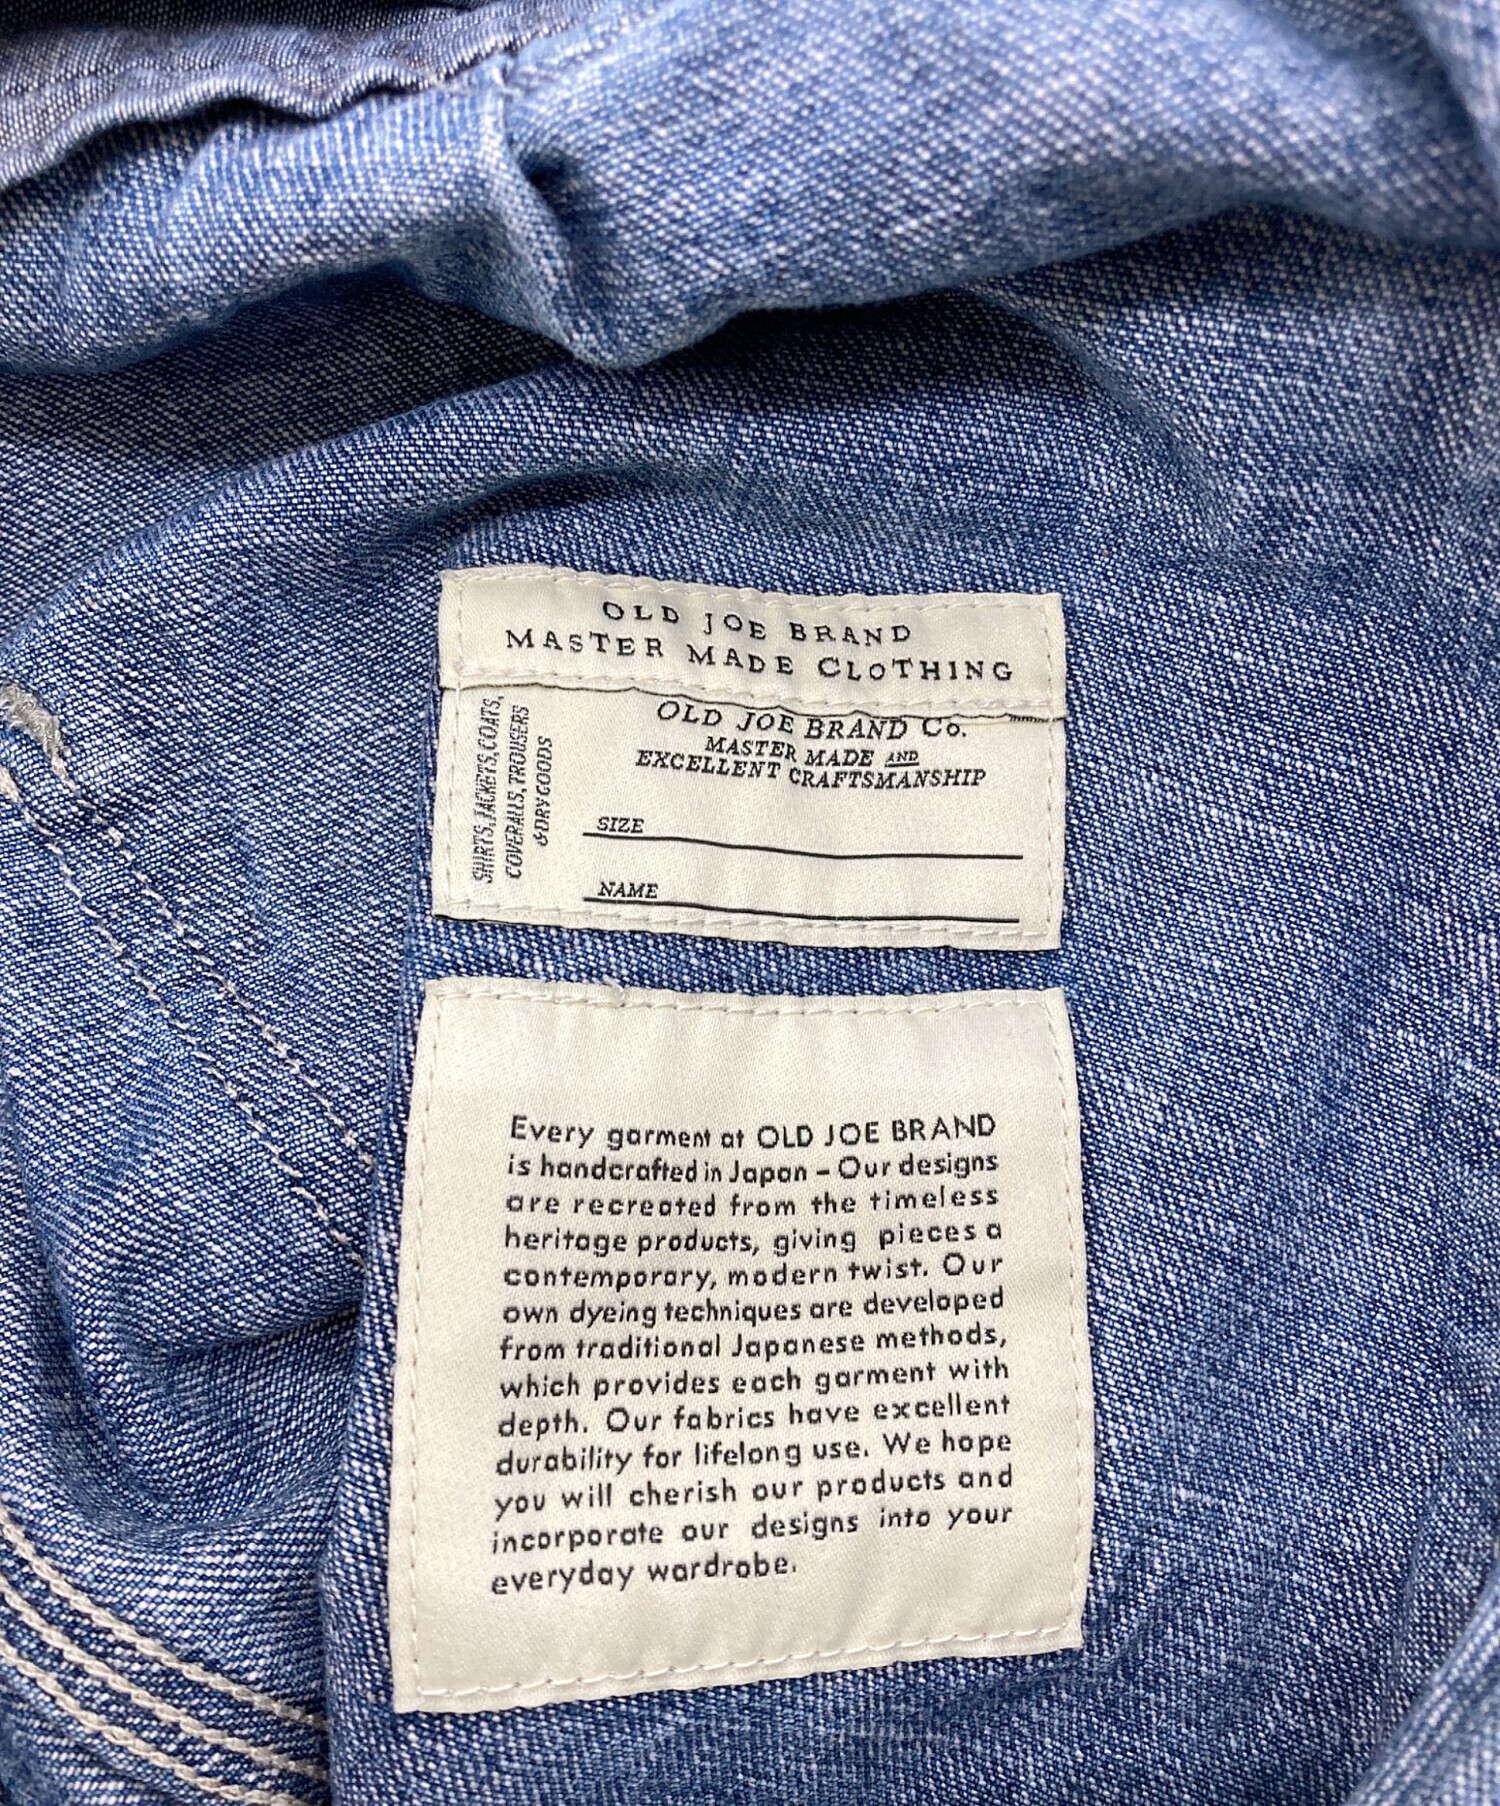 OLD JOE BRAND
MASTER MADE CLOTHING
SHIRTS, JACKETS, COATS,
COVERALLS, TROUSERS
& DRY GOODS
OLD JOE BRAND Co.
MASTER MADE AND
EXCELLENT CRAFTSMANSHIP
SIZE
NAME
Every garment at OLD JOE BRAND
is handcrafted in Japan – Our designs
are recreated from the timeless
heritage products, giving pieces a
contemporary, modern twist. Our
own dyeing techniques are developed
from traditional Japanese methods,
which provides each garment with
depth. Our fabrics have excellent
durability for lifelong use. We hope
you will cherish our products and
incorporate our designs into your
everyday wardrobe.